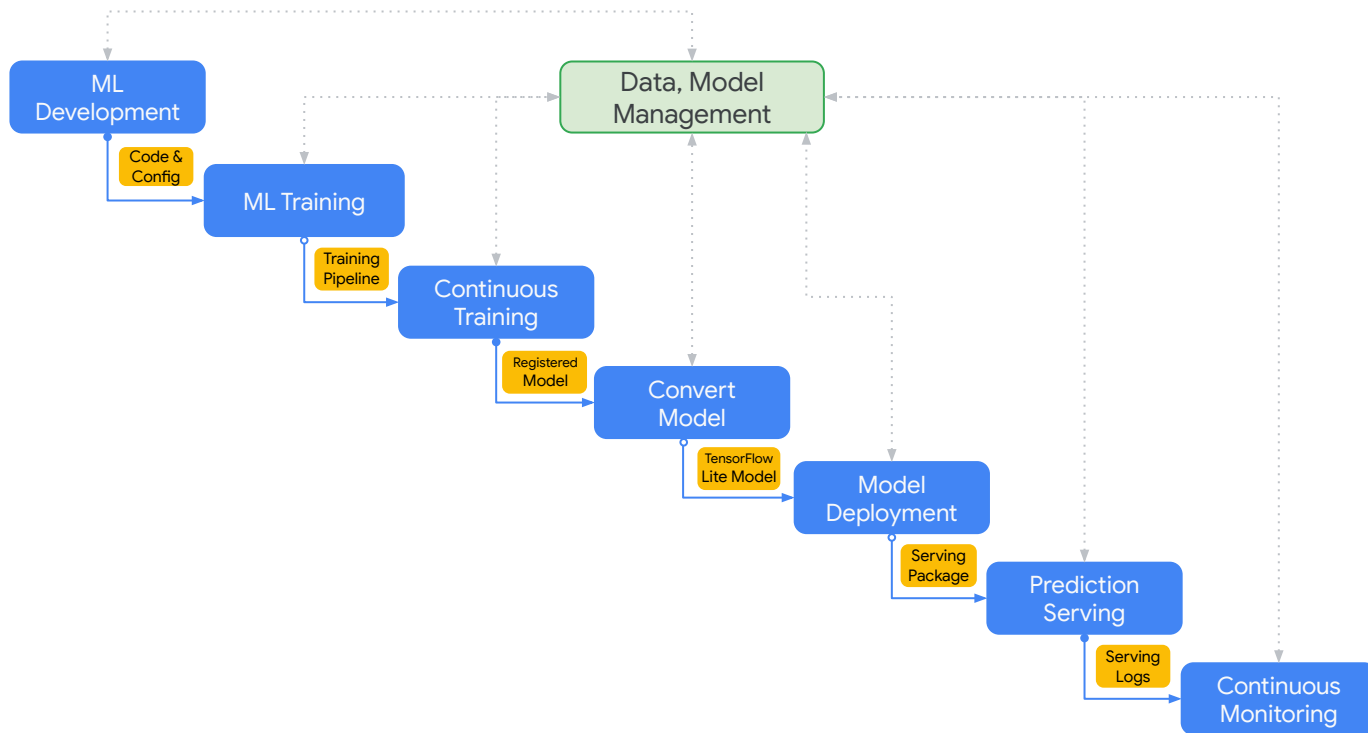 ML
Development
Data, Model
Management
Code &
Config
ML Training
Training
Pipeline
Continuous
Training
Registered
Model
Convert
Model
TensorFlow
Lite Model
Model
Deployment
Serving
Package
Prediction
Serving
Serving
Logs
Continuous
Monitoring